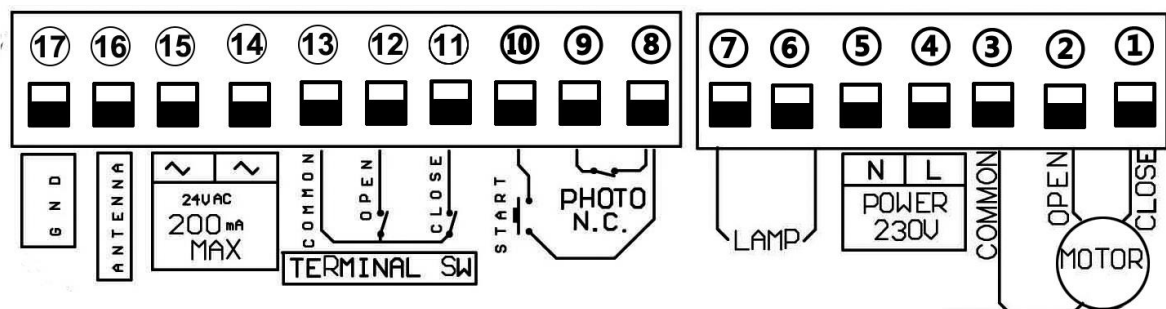 17 16 15 14 13 12 11 10 9 8 7 6 5 4 3 2 1
GND
ANTENNA
24VAC
200mA
MAX
COMMON
OPEN
CLOSE
TERMINAL SW
START
PHOTO
N.C.
LAMP
N L
POWER
230V
COMMON
OPEN
CLOSE
MOTOR